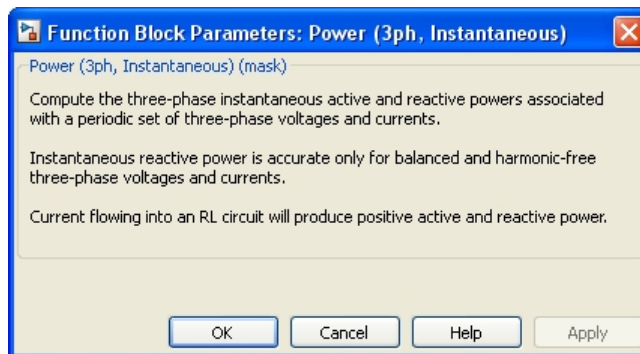 Function Block Parameters: Power (3ph, Instantaneous)
Power (3ph, Instantaneous) (mask)
Compute the three-phase instantaneous active and reactive powers associated
with a periodic set of three-phase voltages and currents.
Instantaneous reactive power is accurate only for balanced and harmonic-free
three-phase voltages and currents.
Current flowing into an RL circuit will produce positive active and reactive power.
OK Cancel Help Apply